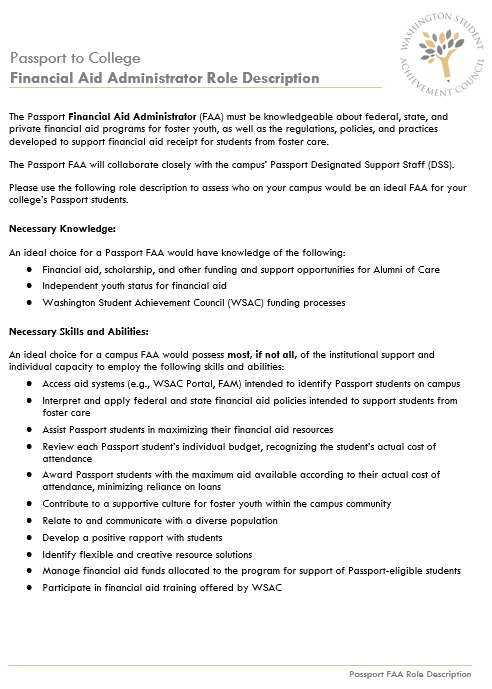 WASHINGTON STUDENT
ACHIEVEMENT COUNCIL
Passport to College
Financial Aid Administrator Role Description
The Passport Financial Aid Administrator (FAA) must be knowledgeable about federal, state, and
private financial aid programs for foster youth, as well as the regulations, policies, and practices
developed to support financial aid receipt for students from foster care.
The Passport FAA will collaborate closely with the campus' Passport Designated Support Staff (DSS).
Please use the following role description to assess who on your campus would be an ideal FAA for your
college's Passport students.
Necessary Knowledge:
An ideal choice for a Passport FAA would have knowledge of the following:
● Financial aid, scholarship, and other funding and support opportunities for Alumni of Care
● Independent youth status for financial aid
● Washington Student Achievement Council (WSAC) funding processes
Necessary Skills and Abilities:
An ideal choice for a campus FAA would possess most, if not all, of the institutional support and
individual capacity to employ the following skills and abilities:
● Access aid systems (e.g., WSAC Portal, FAM) intended to identify Passport students on campus
● Interpret and apply federal and state financial aid policies intended to support students from
foster care
● Assist Passport students in maximizing their financial aid resources
● Review each Passport student's individual budget, recognizing the student's actual cost of
attendance
● Award Passport students with the maximum aid available according to their actual cost of
attendance, minimizing reliance on loans
● Contribute to a supportive culture for foster youth within the campus community
● Relate to and communicate with a diverse population
● Develop a positive rapport with students
● Identify flexible and creative resource solutions
● Manage financial aid funds allocated to the program for support of Passport-eligible students
● Participate in financial aid training offered by WSAC
Passport FAA Role Description